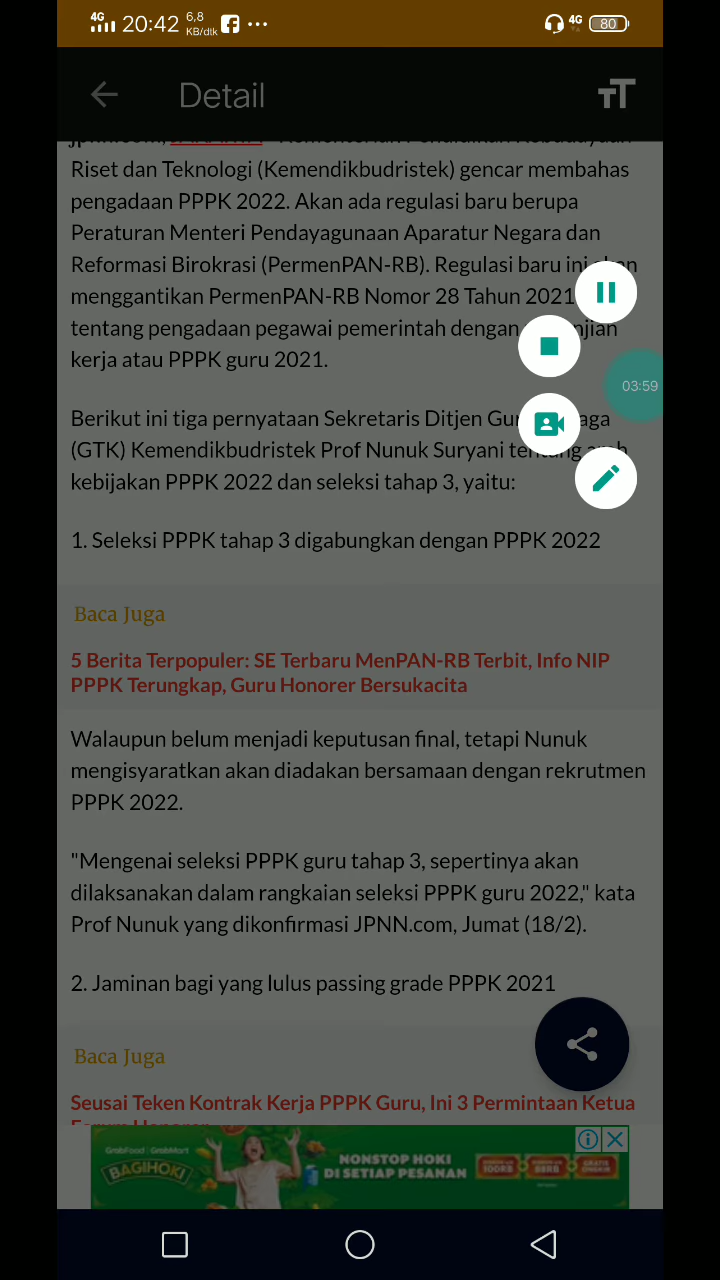 4G 20:42 6,8 KB/dtk
4G 80
Detail
Riset dan Teknologi (Kemendikbudristek) gencar membahas
pengadaan PPPK 2022. Akan ada regulasi baru berupa
Peraturan Menteri Pendayagunaan Aparatur Negara dan
Reformasi Birokrasi (PermenPAN-RB). Regulasi baru ini
menggantikan PermenPAN-RB Nomor 28 Tahun 2021
tentang pengadaan pegawai pemerintah dengan
kerja atau PPPK guru 2021.
03:59
Berikut ini tiga pernyataan Sekretaris Ditjen
(GTK) Kemendikbudristek Prof Nunuk Suryani
kebijakan PPPK 2022 dan seleksi tahap 3, yaitu:
1. Seleksi PPPK tahap 3 digabungkan dengan PPPK 2022
Baca Juga
5 Berita Terpopuler: SE Terbaru MenPAN-RB Terbit, Info NIP
PPPK Terungkap, Guru Honorer Bersukacita
Walaupun belum menjadi keputusan final, tetapi Nunuk
mengisyaratkan akan diadakan bersamaan dengan rekrutmen
PPPK 2022.
"Mengenai seleksi PPPK guru tahap 3, sepertinya akan
dilaksanakan dalam rangkaian seleksi PPPK guru 2022," kata
Prof Nunuk yang dikonfirmasi JPNN.com, Jumat (18/2).
2. Jaminan bagi yang lulus passing grade PPPK 2021
Baca Juga
Seusai Teken Kontrak Kerja PPPK Guru, Ini 3 Permintaan Ketua
GrabFood GrabMart
BAGIHOKI
NONSTOP HOKI
DI SETIAP PESANAN